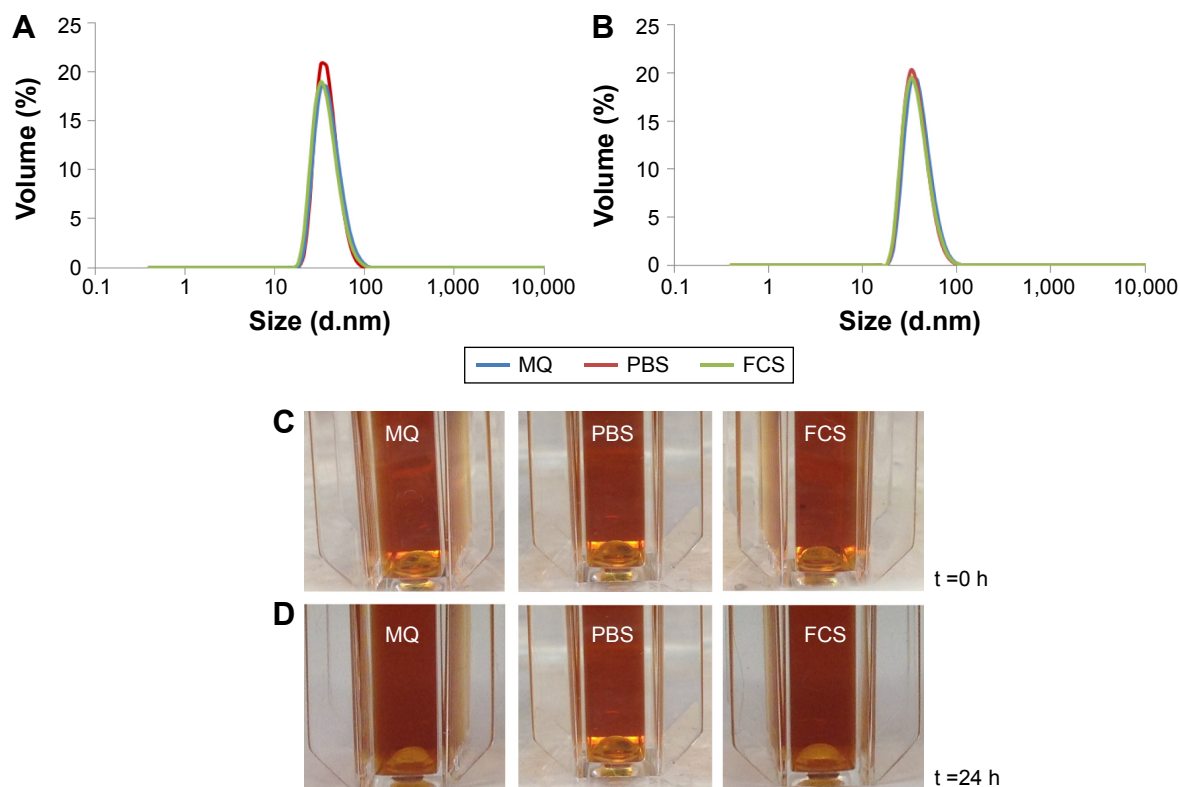 A
25
20
15
10
5
0
Volume (%)
0.1 1 10 100 1,000 10,000
Size (d.nm)
B
25
20
15
10
5
0
Volume (%)
0.1 1 10 100 1,000 10,000
Size (d.nm)
MQ PBS FCS
C
MQ PBS FCS
t =0 h
D
MQ PBS FCS
t =24 h